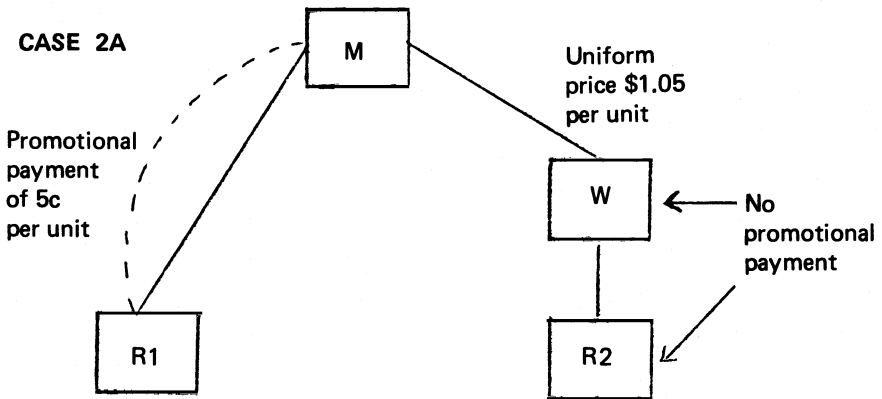 CASE 2A
M
Uniform
price $1.05
per unit
Promotional
payment
of 5c
per unit
W
No
promotional
payment
R1
R2